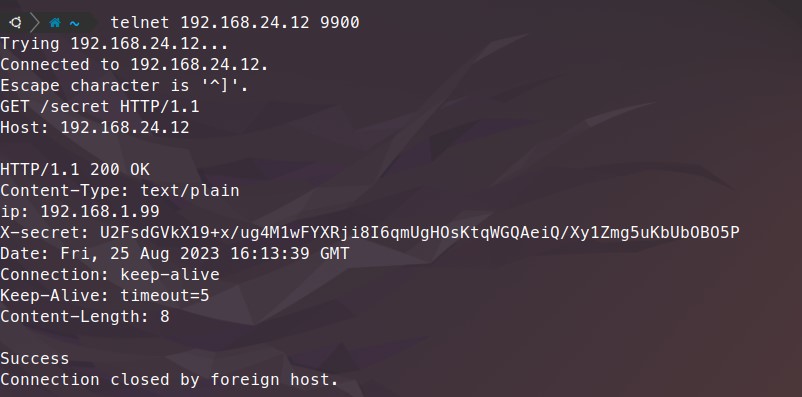 ~ telnet 192.168.24.12 9900
Trying 192.168.24.12...
Connected to 192.168.24.12.
Escape character is '^]'.
GET /secret HTTP/1.1
Host: 192.168.24.12

HTTP/1.1 200 OK
Content-Type: text/plain
ip: 192.168.1.99
X-secret: U2FsdGVkX19+x/ug4M1wFYXRji8I6qmUgHOsKtqWGQAeiQ/Xy1Zmg5uKbUbOBO5P
Date: Fri, 25 Aug 2023 16:13:39 GMT
Connection: keep-alive
Keep-Alive: timeout=5
Content-Length: 8

Success
Connection closed by foreign host.